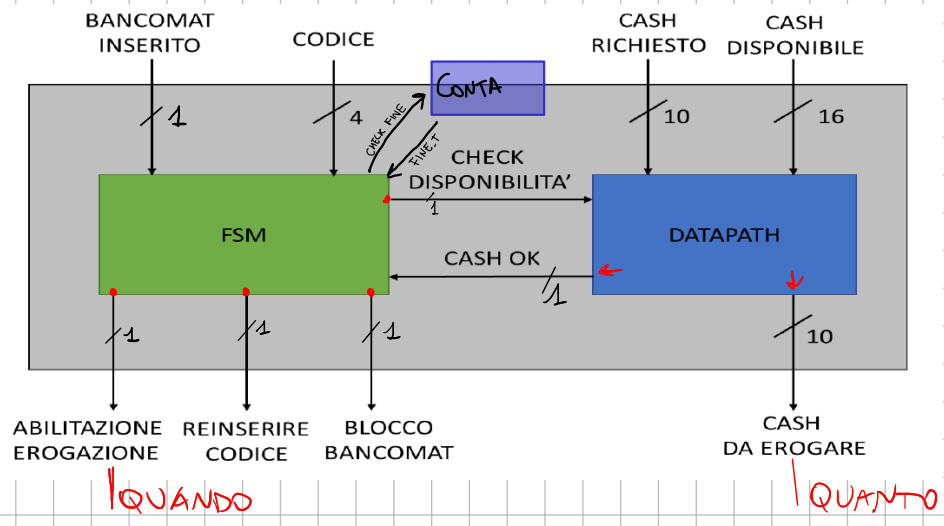 BANCOMAT
INSERITO
CODICE
CASH
RICHIESTO
CASH
DISPONIBILE
CONTA
1
4
10
16
CHECK FINE
FINE_T
CHECK
DISPONIBILITA'
1
FSM
DATAPATH
CASH OK
1
1
1
1
10
ABILITAZIONE
EROGAZIONE
REINSERIRE
CODICE
BLOCCO
BANCOMAT
CASH
DA EROGARE
QUANDO
QUANTO